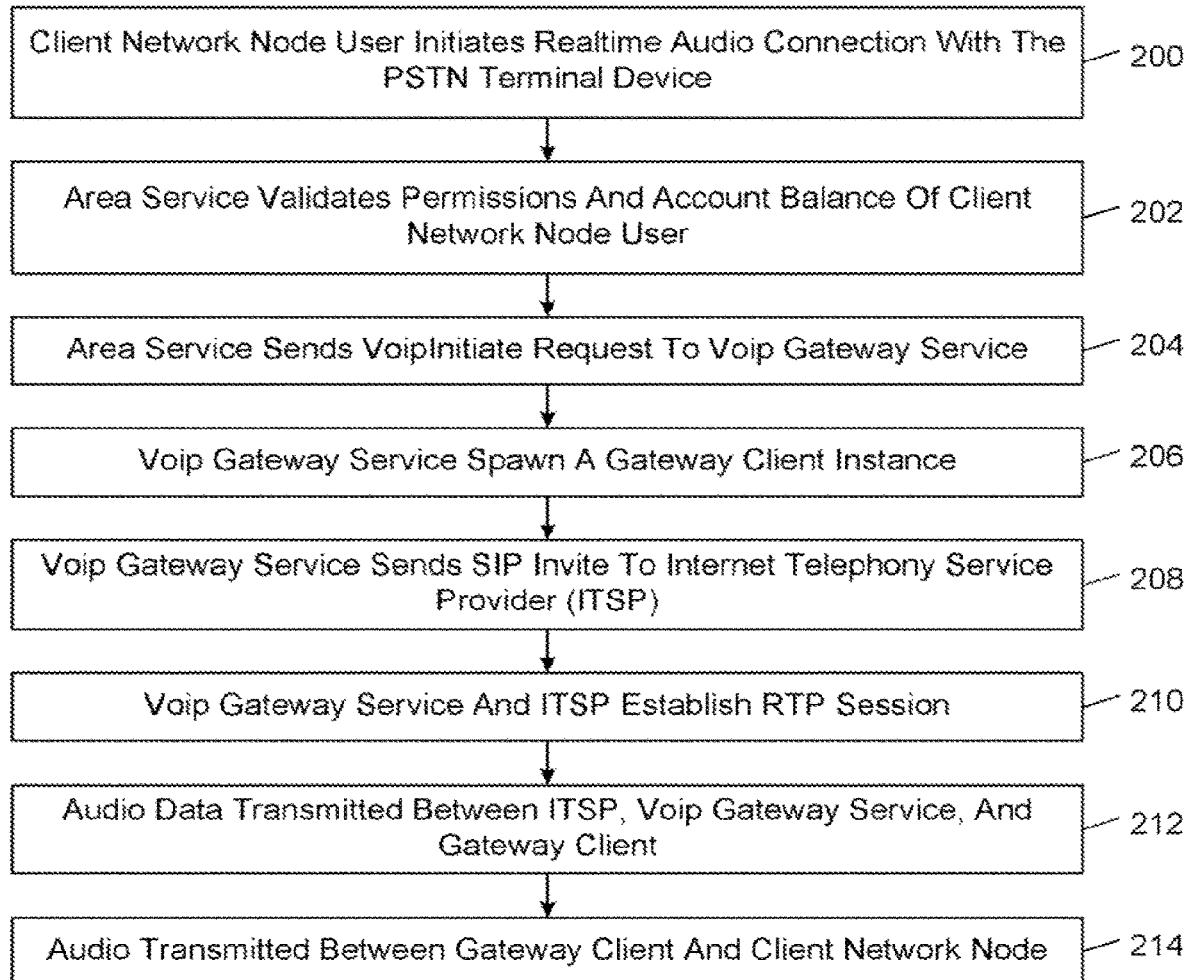 Client Network Node User Initiates Realtime Audio Connection With The
PSTN Terminal Device
200
Area Service Validates Permissions And Account Balance Of Client
Network Node User
202
Area Service Sends VoipInitiate Request To Voip Gateway Service
204
Voip Gateway Service Spawn A Gateway Client Instance
206
Voip Gateway Service Sends SIP Invite To Internet Telephony Service
Provider (ITSP)
208
Voip Gateway Service And ITSP Establish RTP Session
210
Audio Data Transmitted Between ITSP, Voip Gateway Service, And
Gateway Client
212
Audio Transmitted Between Gateway Client And Client Network Node
214